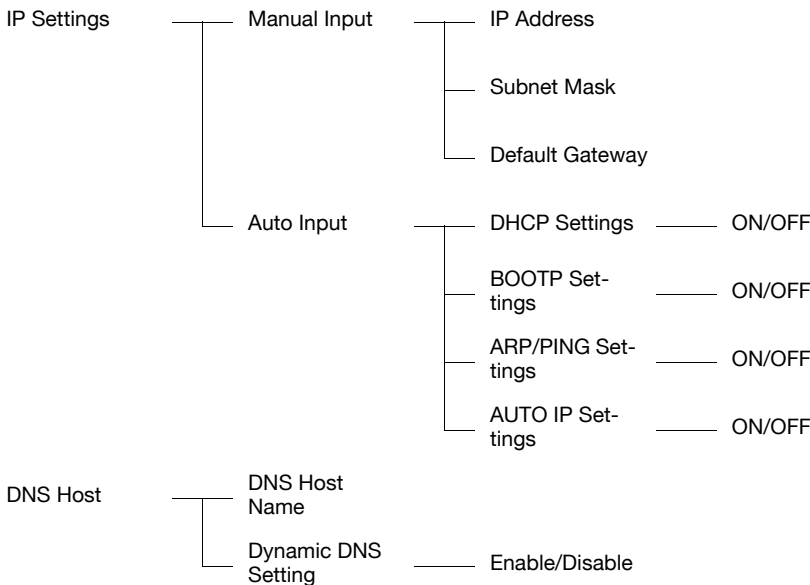 IP Settings
Manual Input
IP Address
Subnet Mask
Default Gateway
Auto Input
DHCP Settings
ON/OFF
BOOTP Set-
tings
ON/OFF
ARP/PING Set-
tings
ON/OFF
AUTO IP Set-
tings
ON/OFF
DNS Host
DNS Host
Name
Dynamic DNS
Setting
Enable/Disable